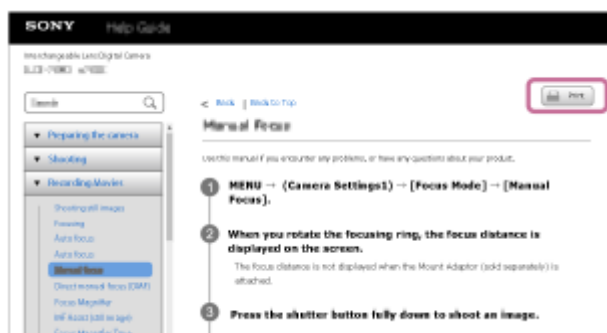 SONY Help Guide
Interchangeable Lens Digital Camera
Search
< Back | Back to Top
Print
Manual Focus
▼ Preparing the camera
▼ Shooting
▼ Recording Movies
Use this manual if you encounter any problems, or have any questions about your product.
1 MENU → (Camera Settings1) → [Focus Mode] → [Manual
Focus].
Shooting still images
Focusing
Auto focus
Auto focus
Manual focus
Direct manual focus (DMF)
Focus Magnifier
2 When you rotate the focusing ring, the focus distance is
displayed on the screen.
The focus distance is not displayed when the Mount Adaptor (sold separately) is
attached.
3 Press the shutter button fully down to shoot an image.